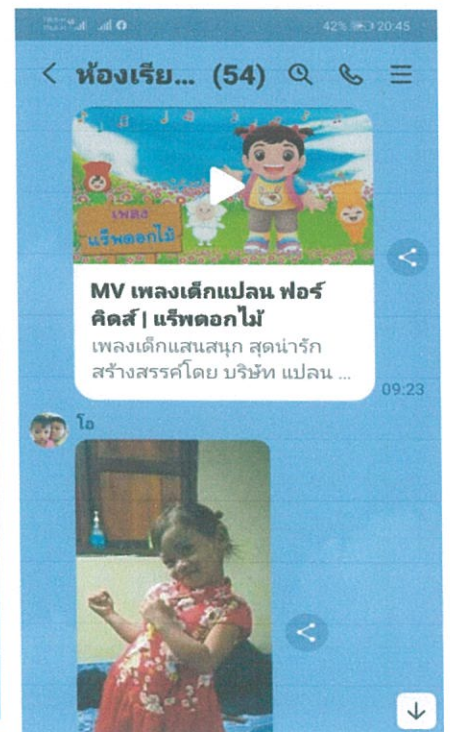 42% 20:45
ห้องเรีย... (54)
เพลง
แร็พดอกไม้
MV เพลงเด็กแปลน ฟอร์
คิดส์ | แร็พดอกไม้
เพลงเด็กแสนสนุก สุดน่ารัก
สร้างสรรค์โดย บริษัท แปลน ...
09:23
โอ